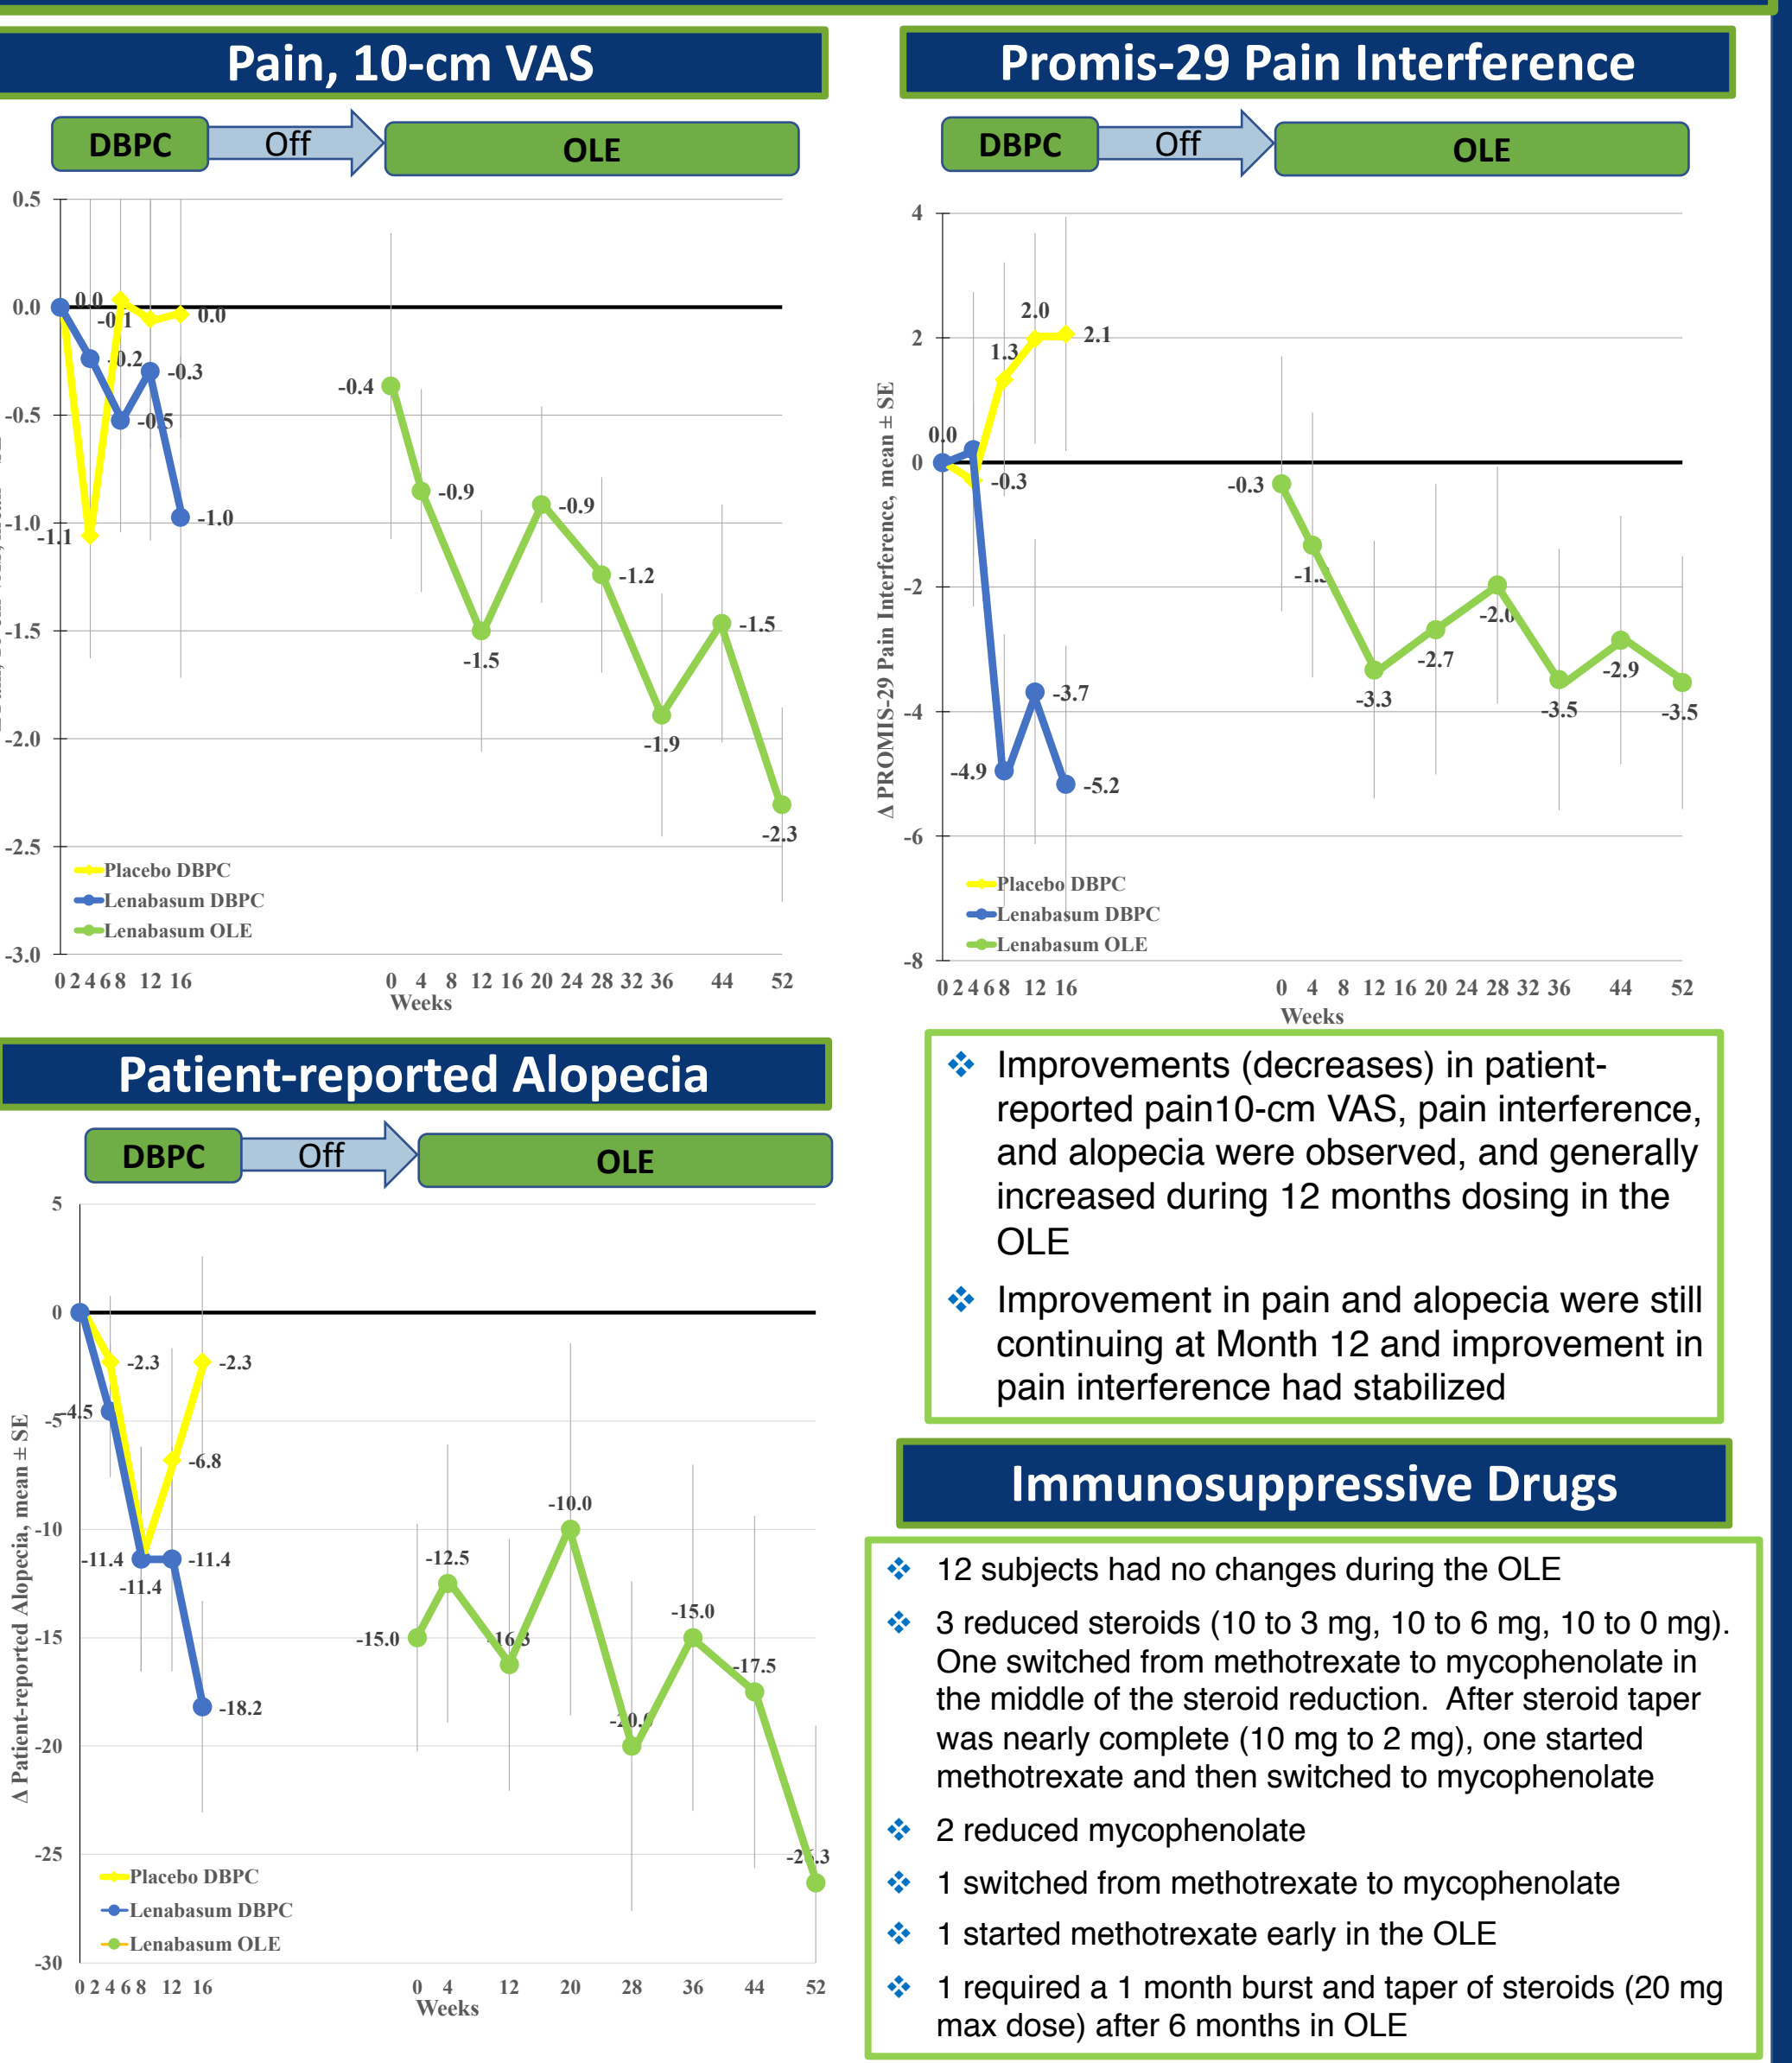 Pain, 10-cm VAS
DBPC
Off
OLE
0.5
0.0
-0.5
-1.0
-1.5
-2.0
-2.5
-3.0
0.0
-0.1
0.0
-0.2
-0.3
-0.5
-1.1
-1.0
-0.4
-0.9
-1.5
-0.9
-1.2
-1.9
-1.5
-2.3
Placebo DBPC
Lenabasum DBPC
Lenabasum OLE
0 2 4 6 8 12 16 0 4 8 12 16 20 24 28 32 36 44 52
Weeks
Promis-29 Pain Interference
DBPC
Off
OLE
Δ PROMIS-29 Pain Interference, mean ± SE
4
2
0
-2
-4
-6
-8
0.0
-0.3
1.3
2.0
2.1
-4.9
-3.7
-5.2
-0.3
-1.3
-3.3
-2.7
-2.0
-3.5
-2.9
-3.5
Placebo DBPC
Lenabasum DBPC
Lenabasum OLE
0 2 4 6 8 12 16 0 4 8 12 16 20 24 28 32 36 44 52
Weeks
Patient-reported Alopecia
DBPC
Off
OLE
Δ Patient-reported Alopecia, mean ± SE
5
0
-5
-10
-15
-20
-25
-30
-2.3
-2.3
-4.5
-6.8
-11.4
-11.4
-11.4
-18.2
-15.0
-12.5
-16.3
-10.0
-20.0
-15.0
-17.5
-26.3
Placebo DBPC
Lenabasum DBPC
Lenabasum OLE
0 2 4 6 8 12 16 0 4 12 20 28 36 44 52
Weeks
❖ Improvements (decreases) in patient-
reported pain10-cm VAS, pain interference,
and alopecia were observed, and generally
increased during 12 months dosing in the
OLE
❖ Improvement in pain and alopecia were still
continuing at Month 12 and improvement in
pain interference had stabilized
Immunosuppressive Drugs
❖ 12 subjects had no changes during the OLE
❖ 3 reduced steroids (10 to 3 mg, 10 to 6 mg, 10 to 0 mg).
One switched from methotrexate to mycophenolate in
the middle of the steroid reduction. After steroid taper
was nearly complete (10 mg to 2 mg), one started
methotrexate and then switched to mycophenolate
❖ 2 reduced mycophenolate
❖ 1 switched from methotrexate to mycophenolate
❖ 1 started methotrexate early in the OLE
❖ 1 required a 1 month burst and taper of steroids (20 mg
max dose) after 6 months in OLE